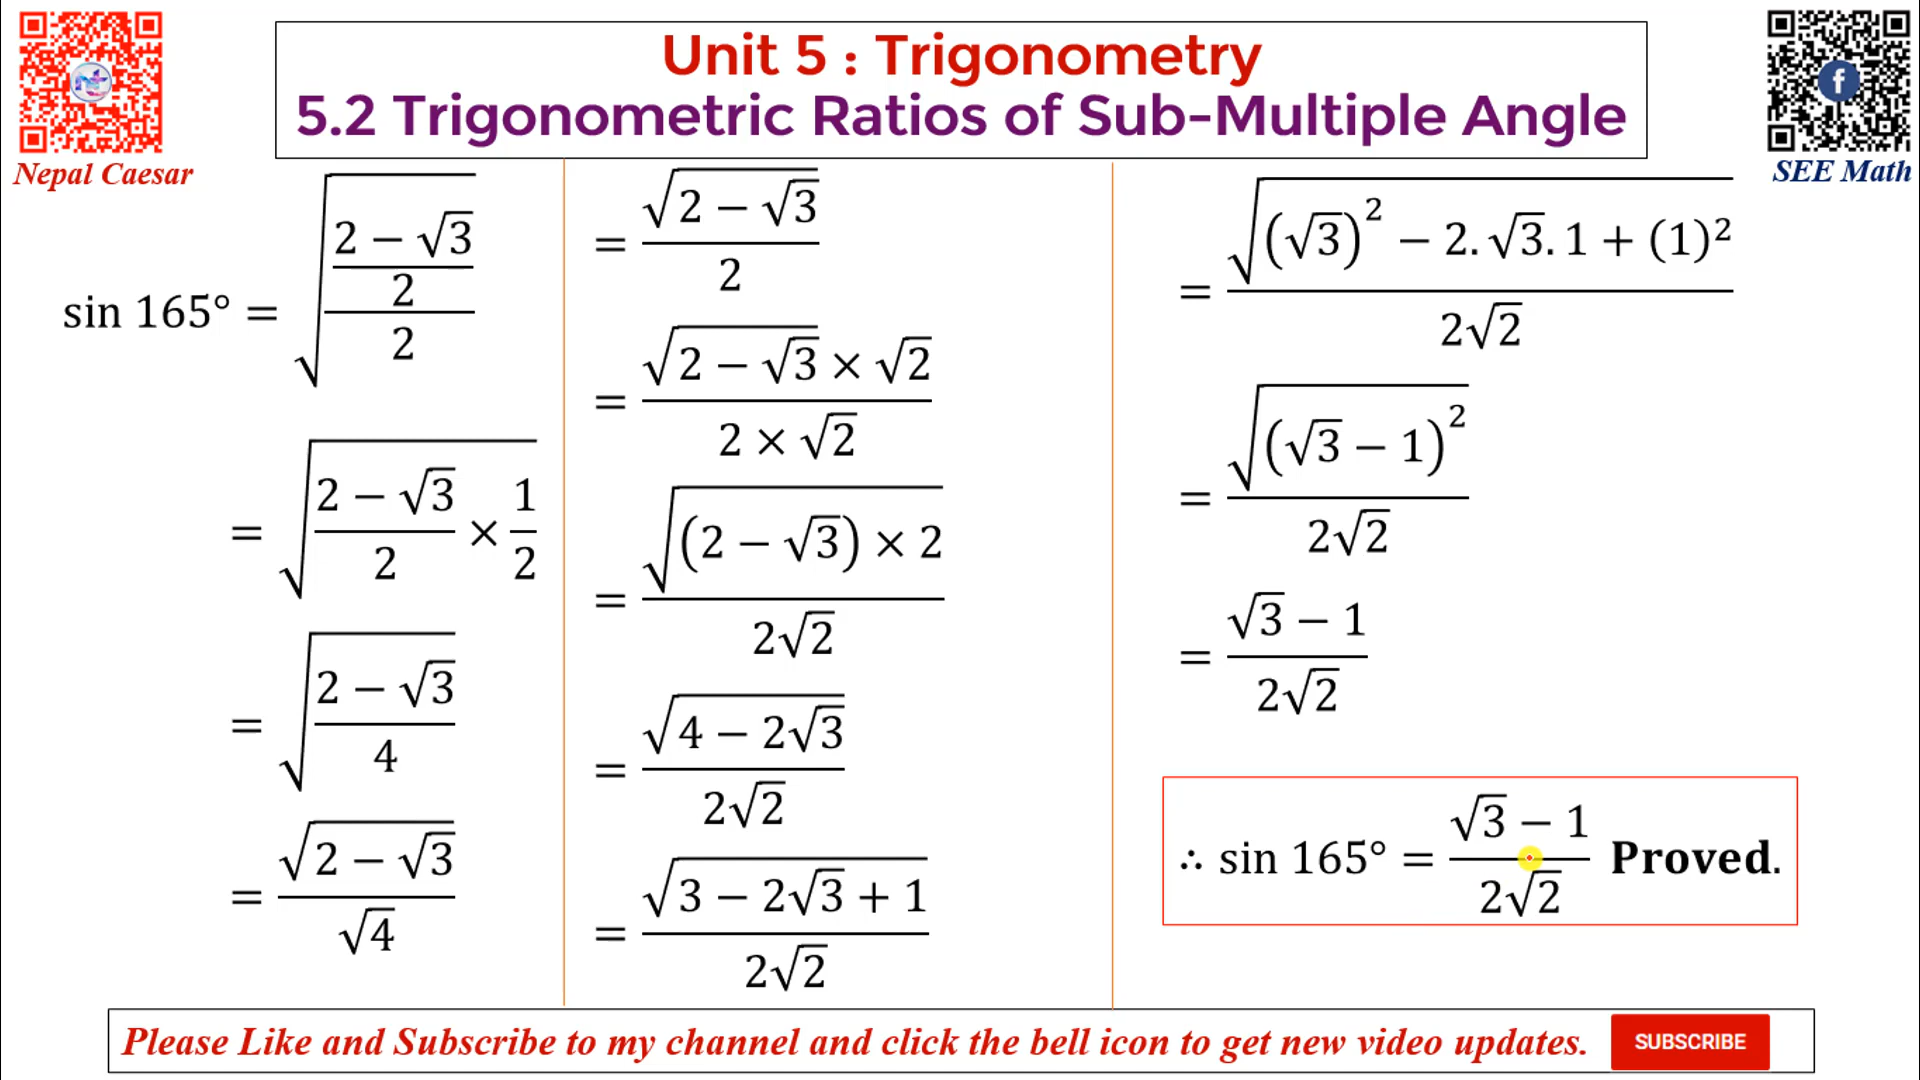 Unit 5 : Trigonometry
5.2 Trigonometric Ratios of Sub-Multiple Angle
Nepal Caesar
SEE Math
sin 165° = √(((2 − √3)/2)/2)
= √((2 − √3)/2 × 1/2)
= √((2 − √3)/4)
= √(2 − √3)/√4
= √(2 − √3)/2
= (√(2 − √3) × √2)/(2 × √2)
= √((2 − √3) × 2)/(2√2)
= √(4 − 2√3)/(2√2)
= √(3 − 2√3 + 1)/(2√2)
= √((√3)² − 2. √3. 1 + (1)²)/(2√2)
= √((√3 − 1)²)/(2√2)
= (√3 − 1)/(2√2)
∴ sin 165° = (√3 − 1)/(2√2) Proved.
Please Like and Subscribe to my channel and click the bell icon to get new video updates.
SUBSCRIBE